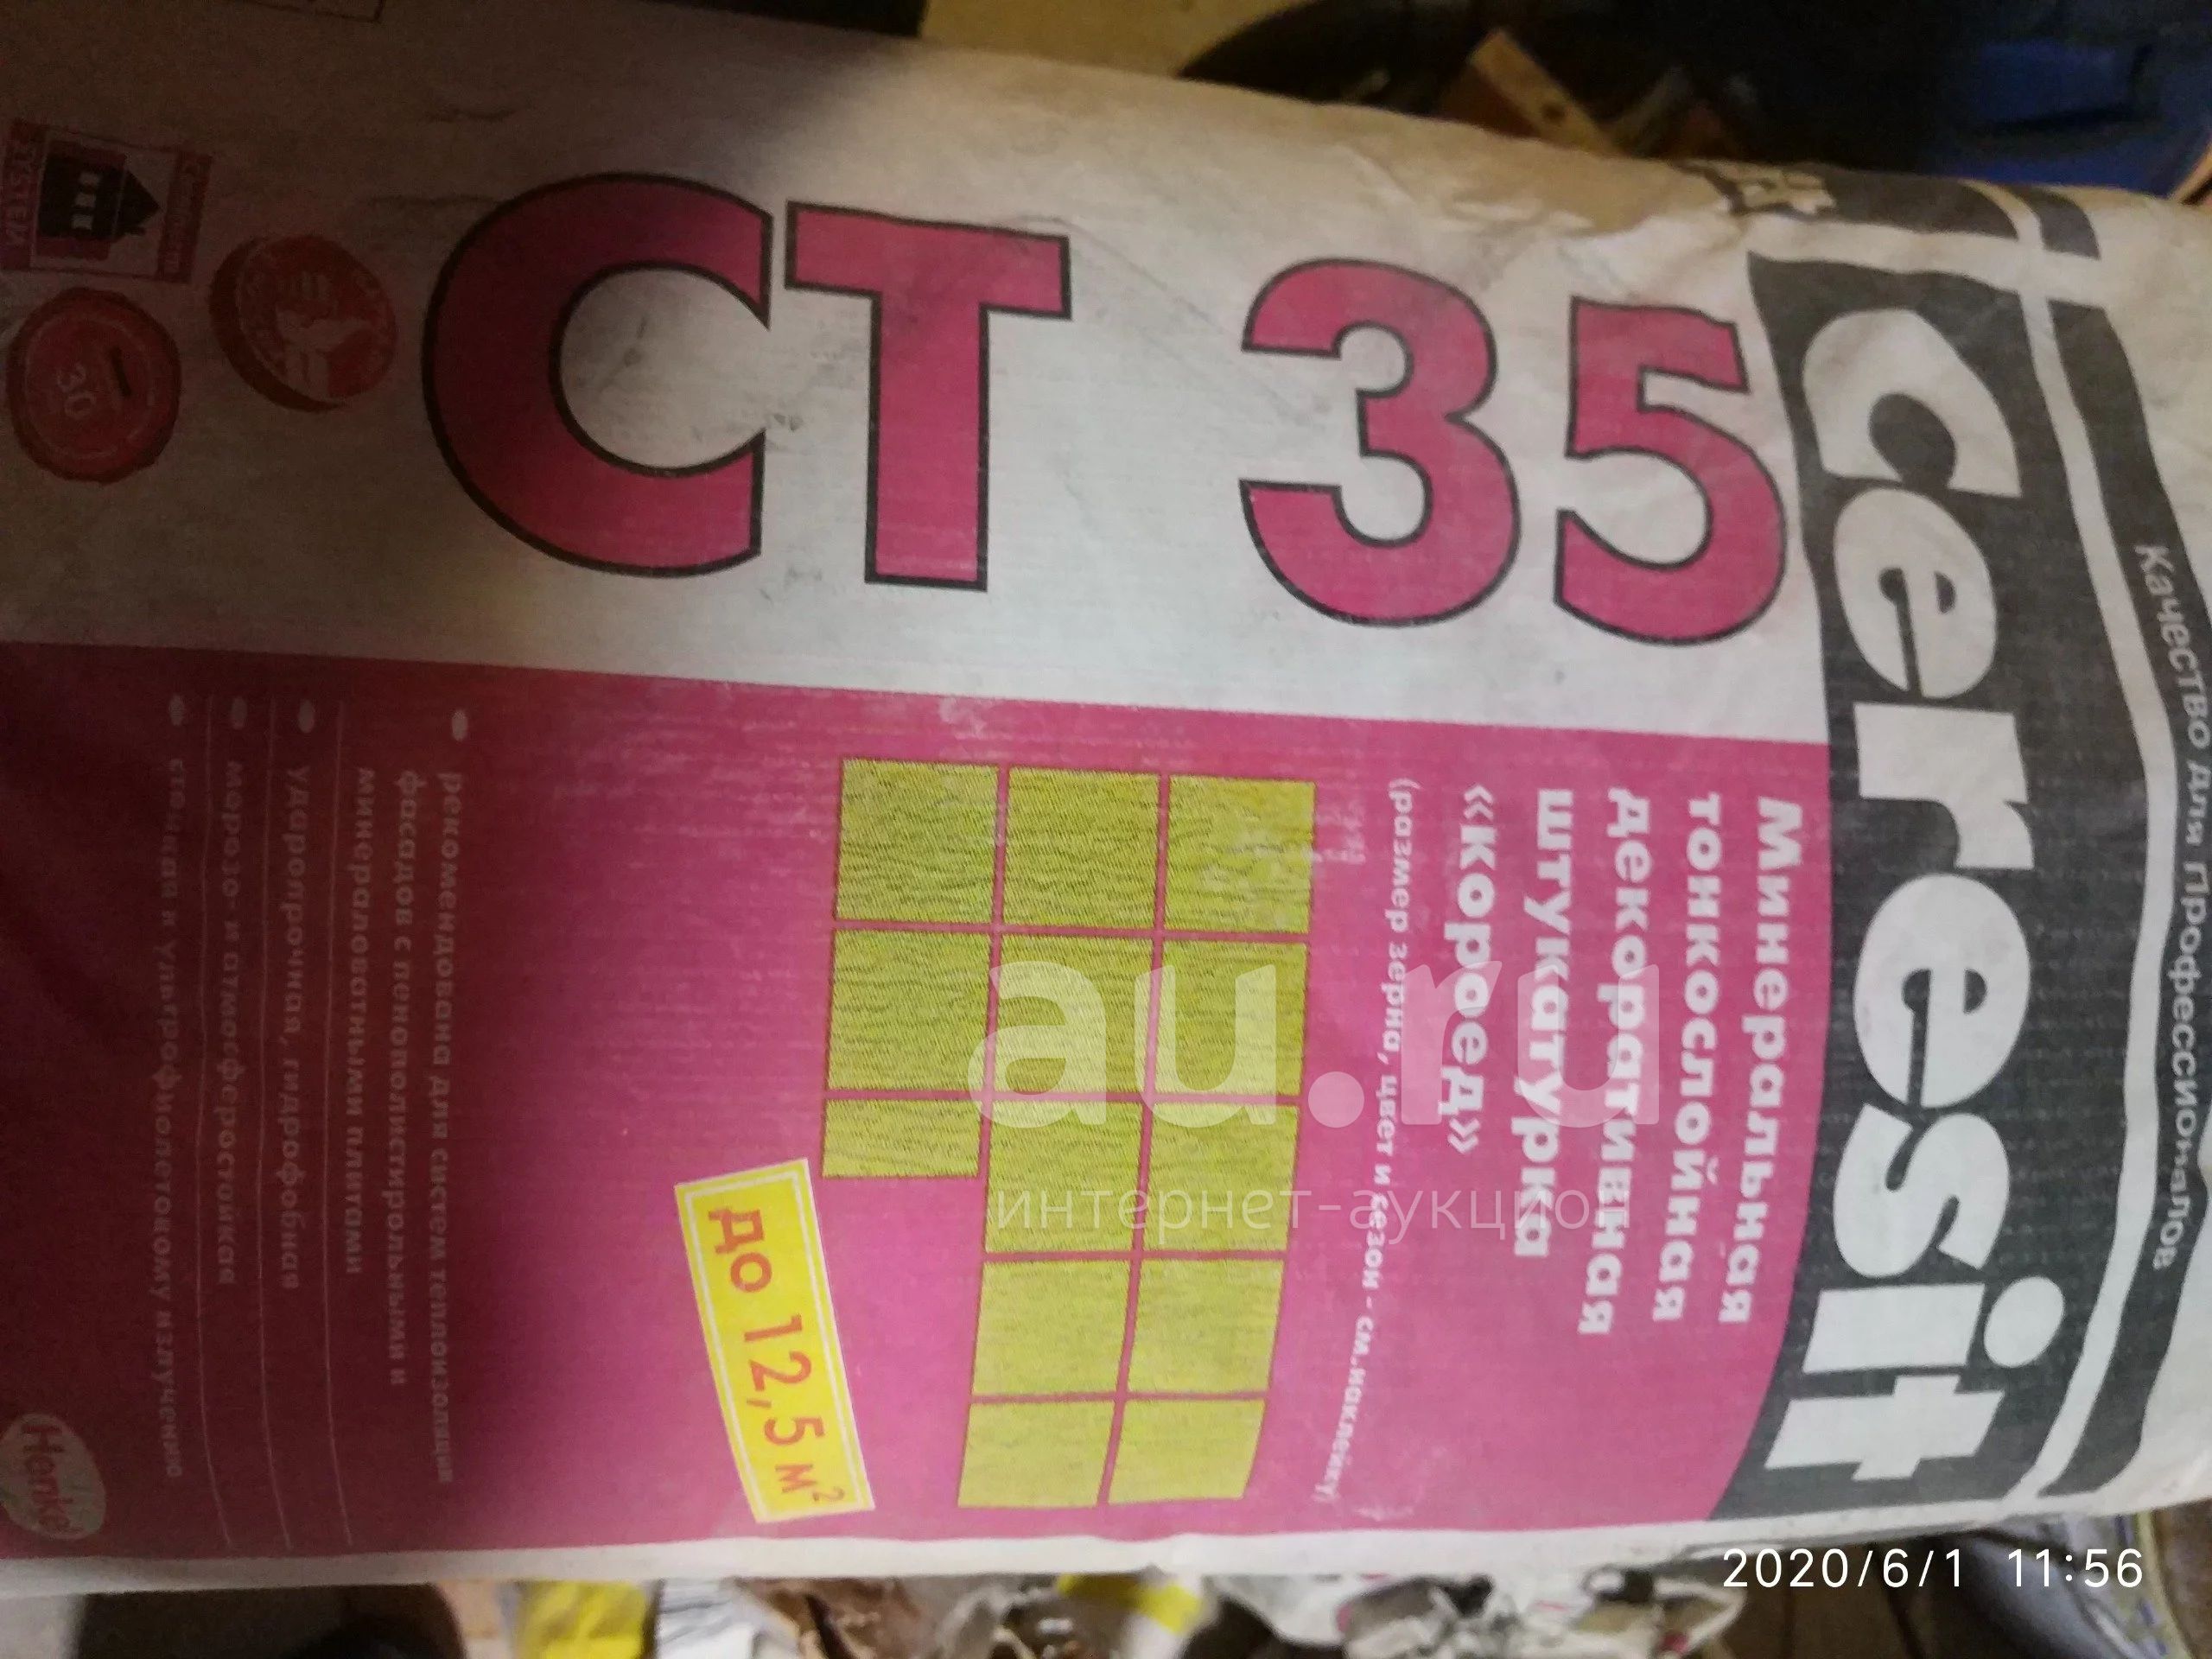 Качество для Профессионалов
ceresit
CT 35
Минеральная
тонкослойная
декоративная
штукатурка
«короед»
(размер зерна, цвет и сезон - см.наклейку)
до 12,5 м²
рекомендована для систем теплоизоляции
фасадов с пенополистирольными и
минераловатными плитами
ударопрочная, гидрофобная
морозо- и атмосферостойкая
стойкая к ультрафиолетовому излучению
Henkel
30
au.ru
интернет-аукцион
2020/6/1 11:56